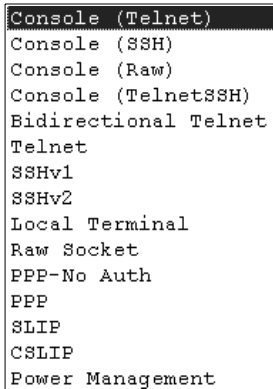 Console (Telnet)
Console (SSH)
Console (Raw)
Console (TelnetSSH)
Bidirectional Telnet
Telnet
SSHv1
SSHv2
Local Terminal
Raw Socket
PPP-No Auth
PPP
SLIP
CSLIP
Power Management